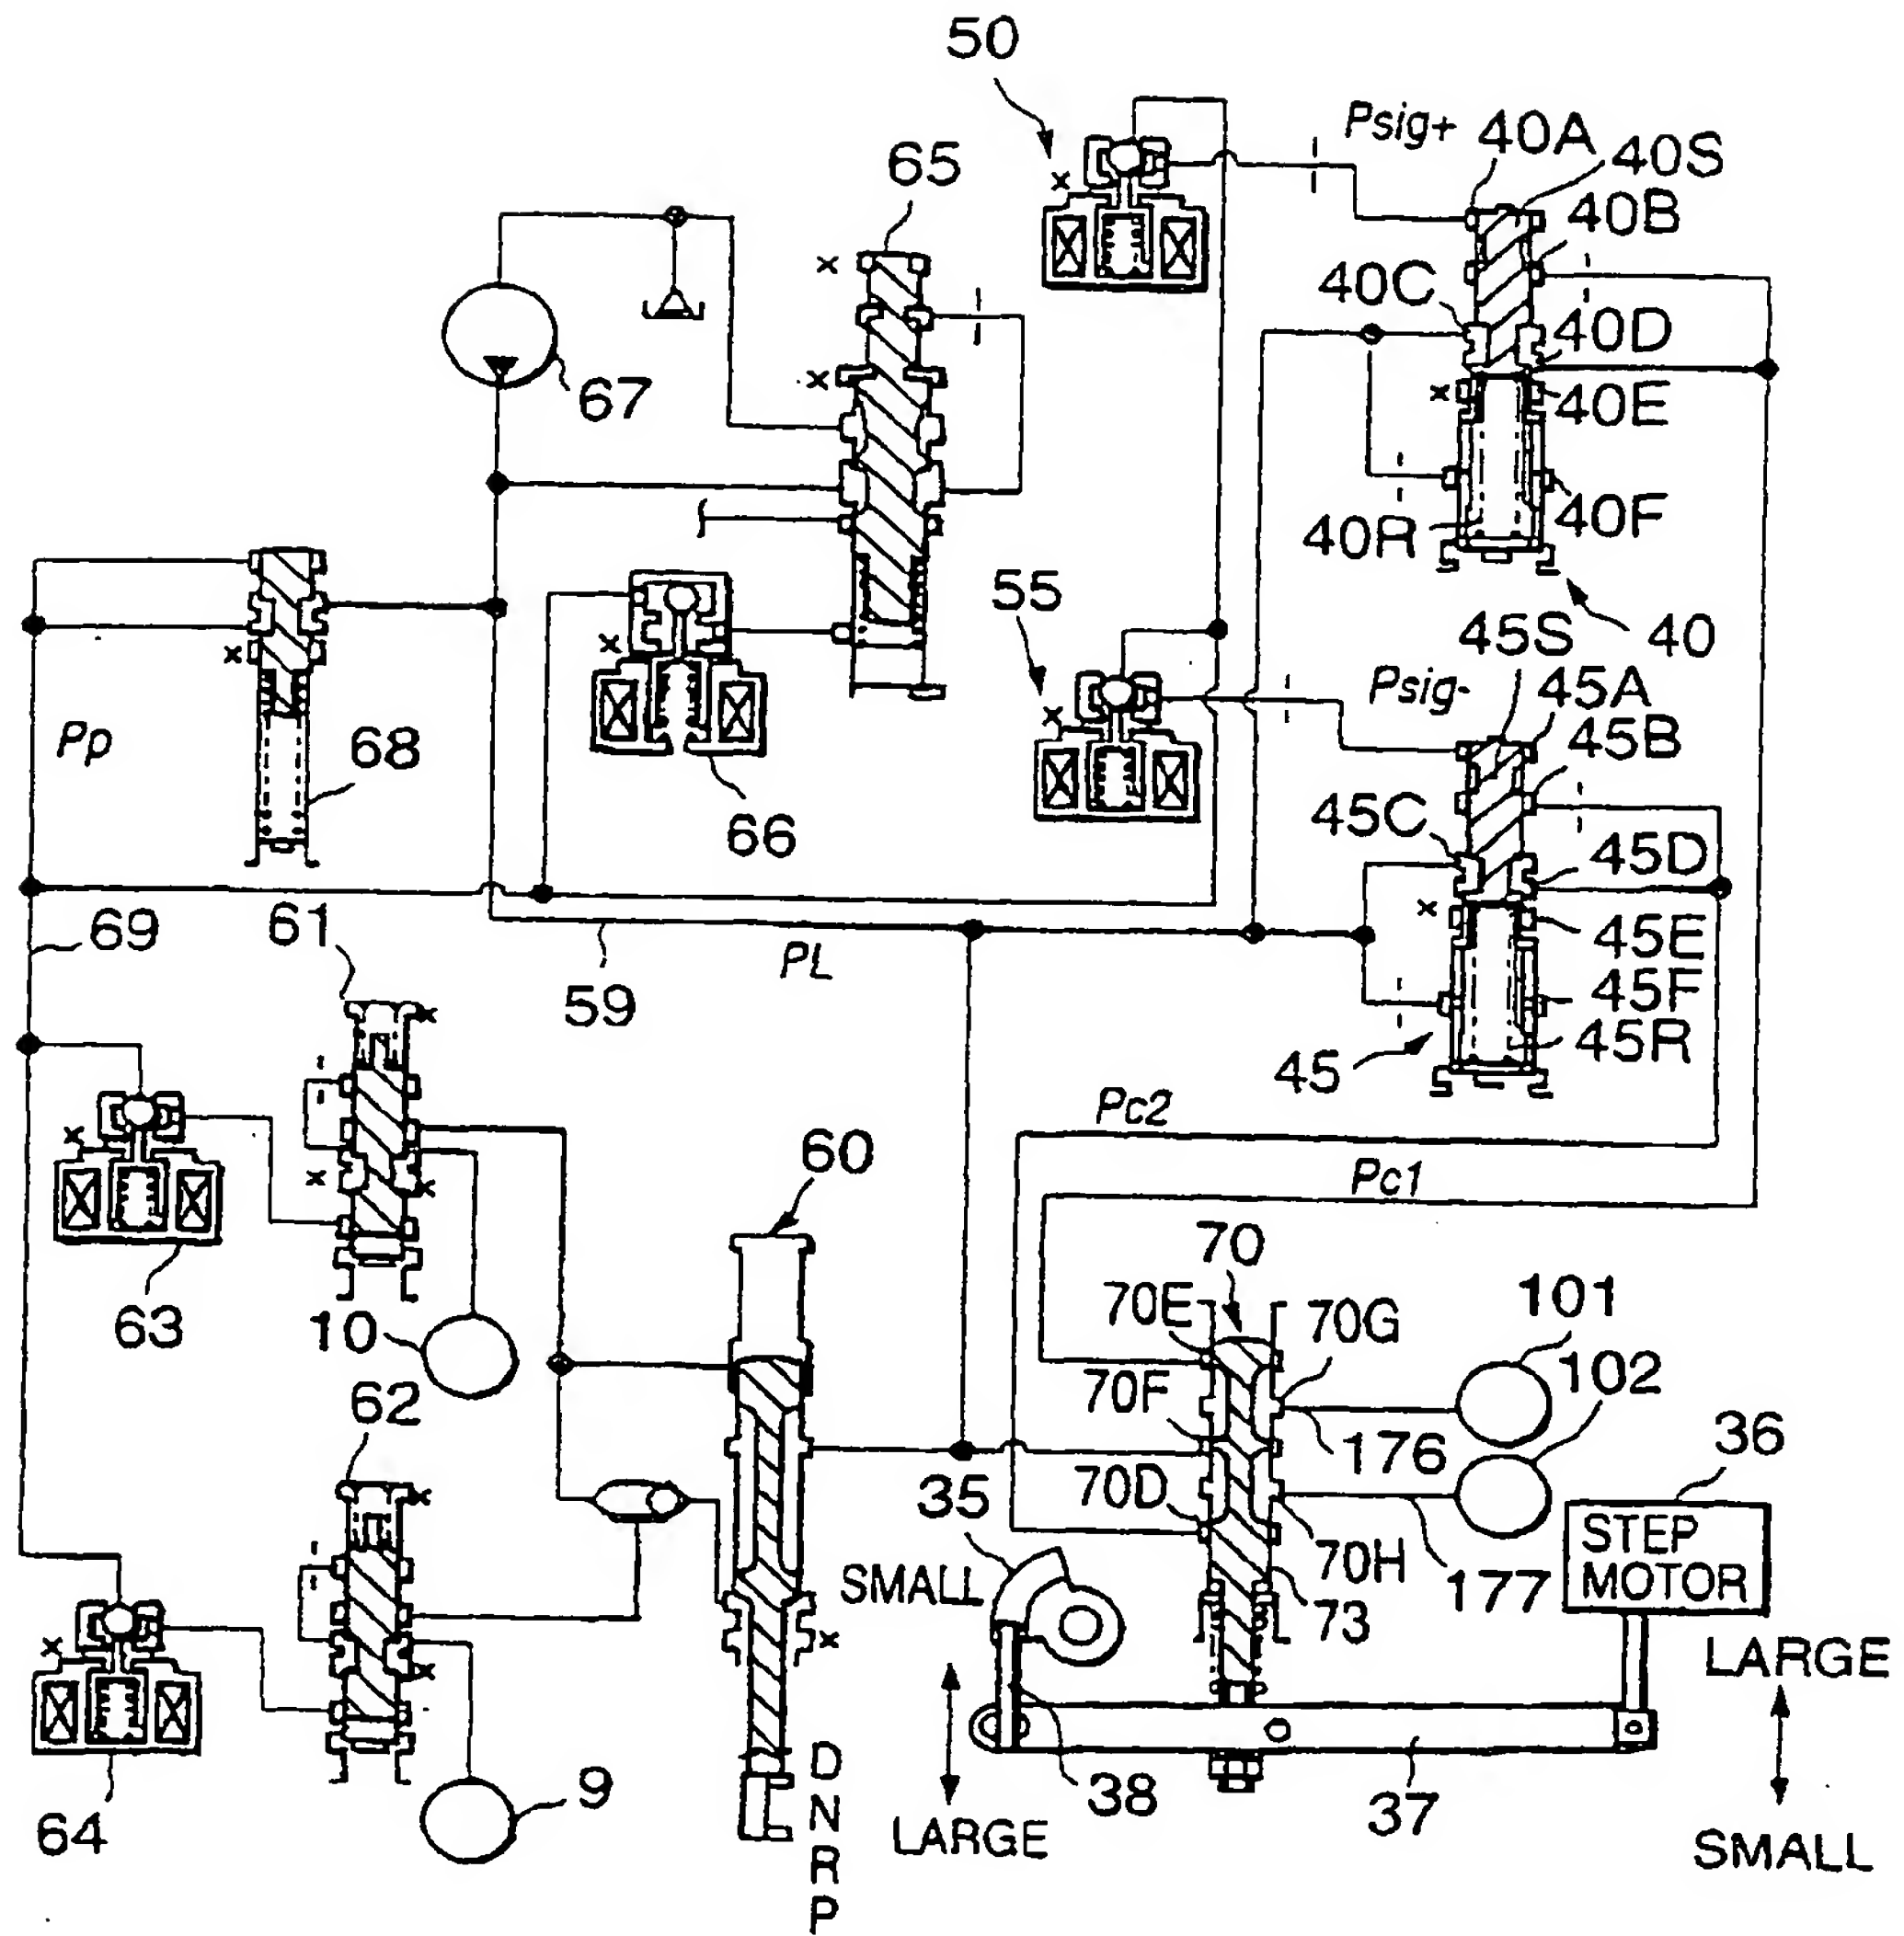 50
Psig+
40A
40S
65
40B
40C
40D
67
40E
40F
40R
55
45S
40
Psig-
45A
Pp
68
45B
66
45C
45D
61
69
45E
PL
45F
59
45R
45
Pc2
60
Pc1
70
101
70E
70G
63
10
102
70F
62
36
176
35
70D
STEP
MOTOR
SMALL
70H
177
73
LARGE
D
9
38
N
37
64
LARGE
R
SMALL
P